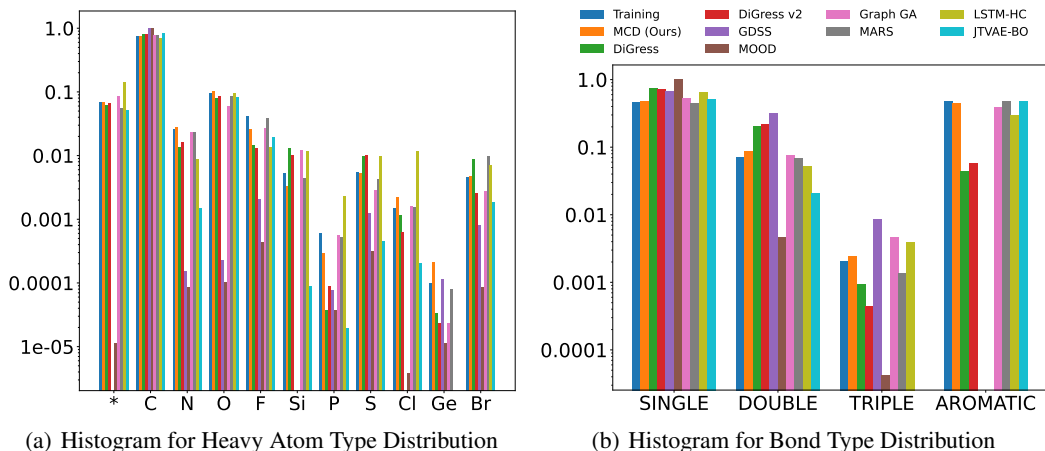 1.0
0.1
0.01
0.001
0.0001
1e-05
* C N O F Si P S Cl Ge Br
(a) Histogram for Heavy Atom Type Distribution
Training DiGress v2 Graph GA LSTM-HC
MCD (Ours) GDSS MARS JTVAE-BO
DiGress MOOD
1.0
0.1
0.01
0.001
0.0001
SINGLE DOUBLE TRIPLE AROMATIC
(b) Histogram for Bond Type Distribution